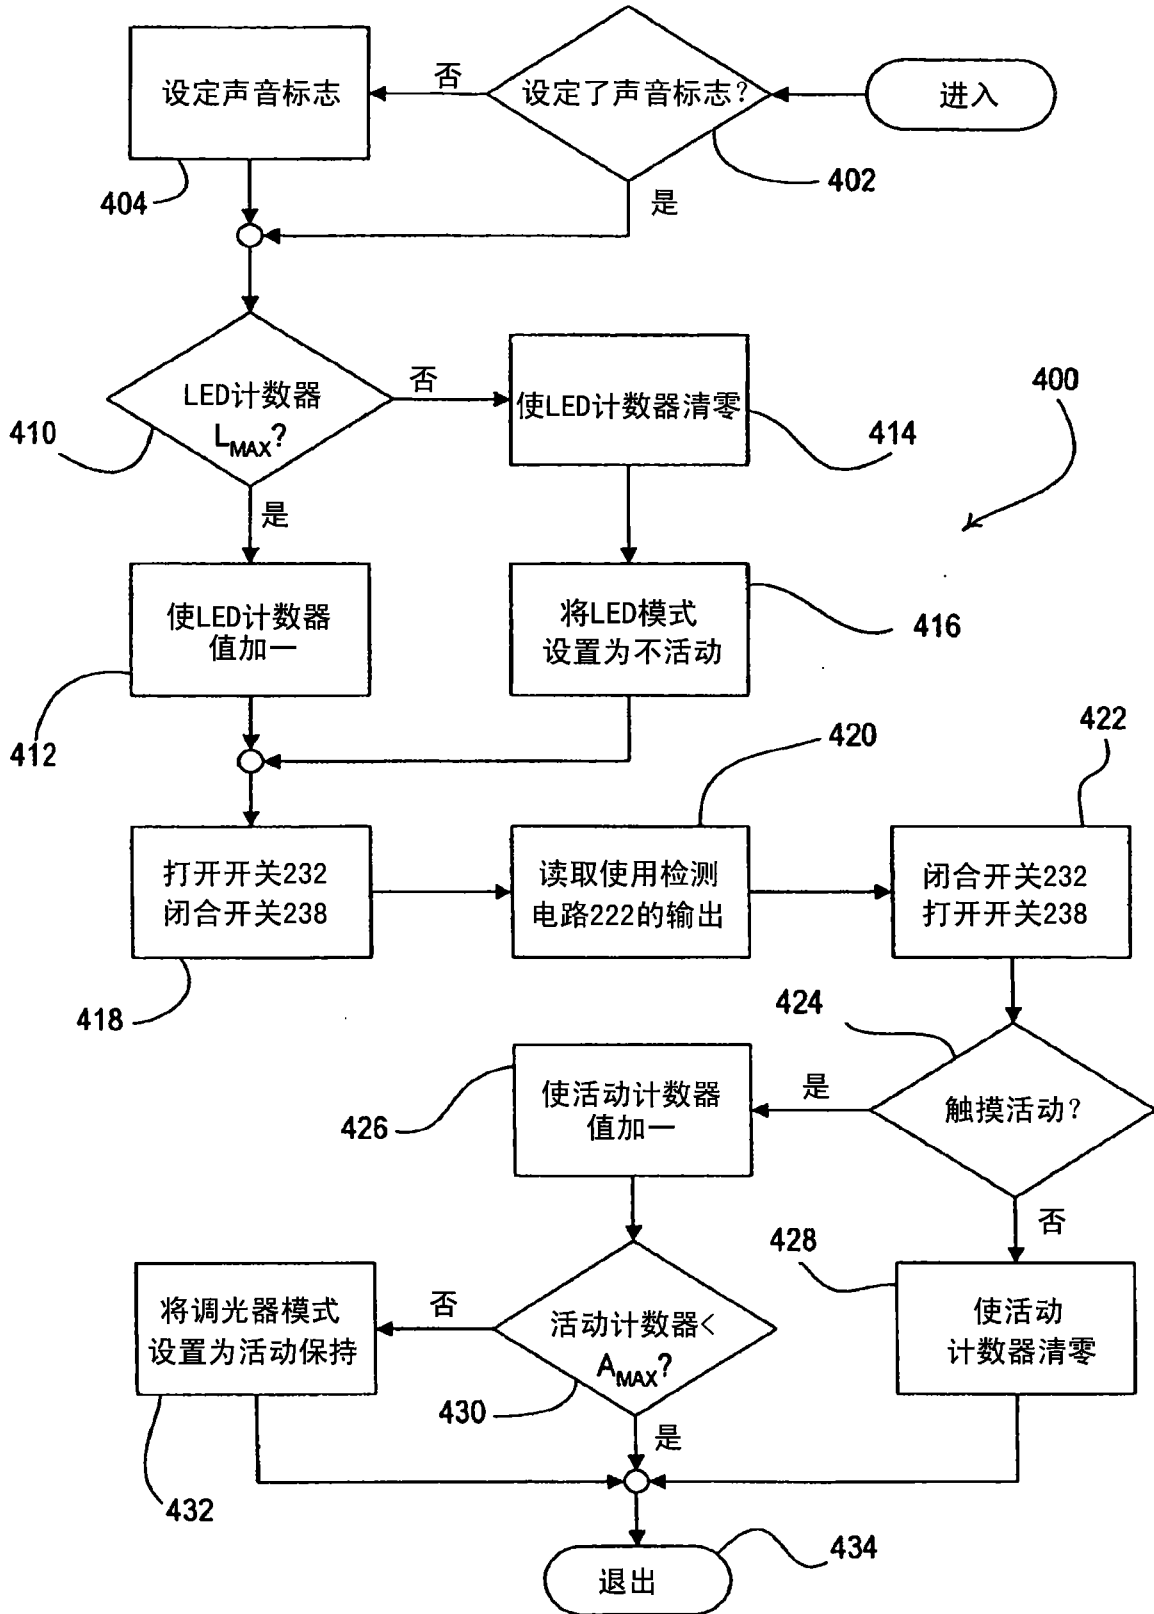 进入
设定了声音标志?
402
否
设定声音标志
404
是
LED计数器
LMAX?
410
否
使LED计数器清零
414
400
是
使LED计数器
值加一
412
将LED模式
设置为不活动
416
打开开关232
闭合开关238
418
读取使用检测
电路222的输出
420
闭合开关232
打开开关238
422
触摸活动?
424
是
使活动计数器
值加一
426
否
使活动
计数器清零
428
活动计数器<
AMAX?
430
否
将调光器模式
设置为活动保持
432
是
退出
434